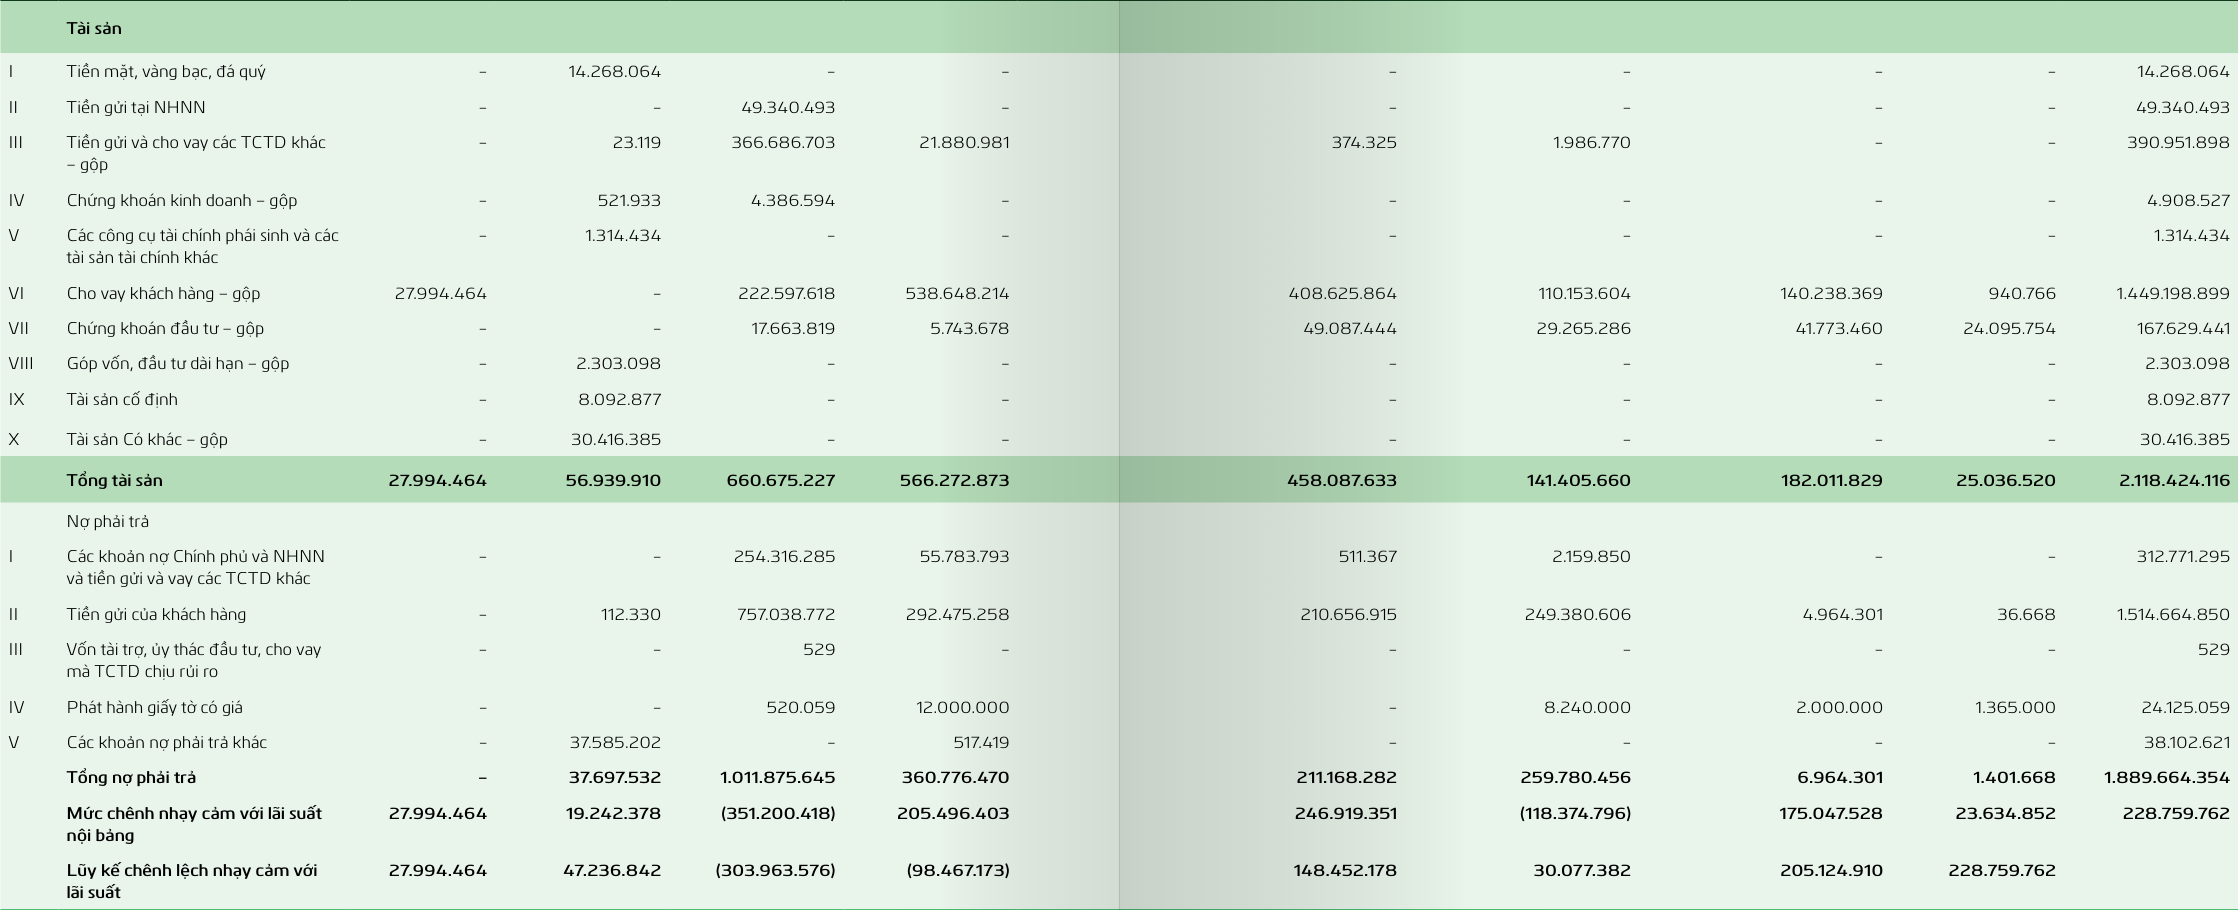 Tài sản
I Tiền mặt, vàng bạc, đá quý – 14.268.064 – – – – – – 14.268.064
II Tiền gửi tại NHNN – – 49.340.493 – – – – – 49.340.493
III Tiền gửi và cho vay các TCTD khác – 23.119 366.686.703 21.880.981 374.325 1.986.770 – – 390.951.898
– gộp
IV Chứng khoán kinh doanh – gộp – 521.933 4.386.594 – – – – – 4.908.527
V Các công cụ tài chính phái sinh và các – 1.314.434 – – – – – – 1.314.434
tài sản tài chính khác
VI Cho vay khách hàng – gộp 27.994.464 – 222.597.618 538.648.214 408.625.864 110.153.604 140.238.369 940.766 1.449.198.899
VII Chứng khoán đầu tư – gộp – – 17.663.819 5.743.678 49.087.444 29.265.286 41.773.460 24.095.754 167.629.441
VIII Góp vốn, đầu tư dài hạn – gộp – 2.303.098 – – – – – – 2.303.098
IX Tài sản cố định – 8.092.877 – – – – – – 8.092.877
X Tài sản Có khác – gộp – 30.416.385 – – – – – – 30.416.385
Tổng tài sản 27.994.464 56.939.910 660.675.227 566.272.873 458.087.633 141.405.660 182.011.829 25.036.520 2.118.424.116
Nợ phải trả
I Các khoản nợ Chính phủ và NHNN – – 254.316.285 55.783.793 511.367 2.159.850 – – 312.771.295
và tiền gửi và vay các TCTD khác
II Tiền gửi của khách hàng – 112.330 757.038.772 292.475.258 210.656.915 249.380.606 4.964.301 36.668 1.514.664.850
III Vốn tài trợ, ủy thác đầu tư, cho vay – – 529 – – – – – 529
mà TCTD chịu rủi ro
IV Phát hành giấy tờ có giá – – 520.059 12.000.000 – 8.240.000 2.000.000 1.365.000 24.125.059
V Các khoản nợ phải trả khác – 37.585.202 – 517.419 – – – – 38.102.621
Tổng nợ phải trả – 37.697.532 1.011.875.645 360.776.470 211.168.282 259.780.456 6.964.301 1.401.668 1.889.664.354
Mức chênh nhạy cảm với lãi suất 27.994.464 19.242.378 (351.200.418) 205.496.403 246.919.351 (118.374.796) 175.047.528 23.634.852 228.759.762
nội bảng
Lũy kế chênh lệch nhạy cảm với 27.994.464 47.236.842 (303.963.576) (98.467.173) 148.452.178 30.077.382 205.124.910 228.759.762
lãi suất